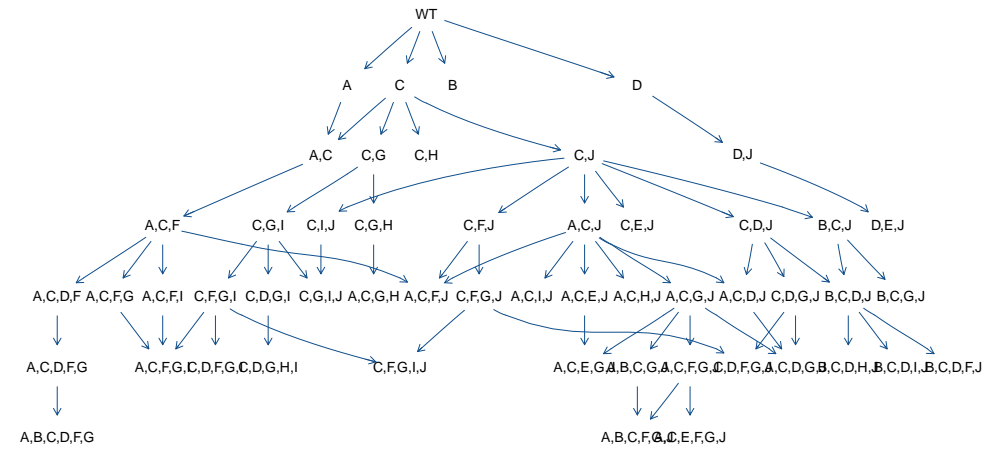 WT
A C B D
A,C C,G C,H C,J D,J
A,C,F C,G,I C,I,J C,G,H C,F,J A,C,J C,E,J C,D,J B,C,J D,E,J
A,C,D,F A,C,F,G A,C,F,I C,F,G,I C,D,G,I C,G,I,J A,C,G,H A,C,F,J C,F,G,J A,C,I,J A,C,E,J A,C,H,J A,C,G,J A,C,D,J C,D,G,J B,C,D,J B,C,G,J
A,C,D,F,G A,C,F,G,I C,D,F,G,I C,D,G,H,I C,F,G,I,J A,C,E,G,J A,B,C,G,J A,C,F,G,J C,D,F,G,J A,C,D,G,J B,C,D,H,J B,C,D,I,J B,C,D,F,J
A,B,C,D,F,G A,B,C,F,G,J A,C,E,F,G,J